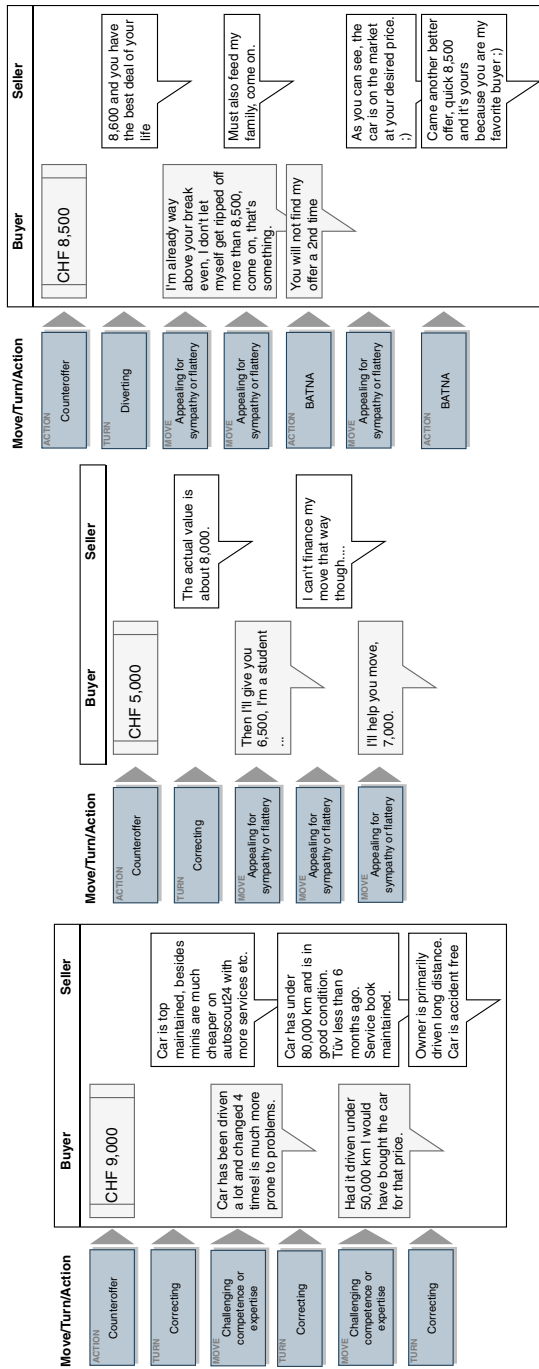 Move/Turn/Action
Buyer
Seller
ACTION
Counteroffer
CHF 9,000
TURN
Correcting
Car is top
maintained, besides
minis are much
cheaper on
autoscout24 with
more services etc.
MOVE
Challenging
competence or
expertise
Car has been driven
a lot and changed 4
times! is much more
prone to problems.
TURN
Correcting
Car has under
80,000 km and is in
good condition.
Tüv less than 6
months ago.
Service book
maintained.
MOVE
Challenging
competence or
expertise
Had it driven under
50,000 km I would
have bought the car
for that price.
TURN
Correcting
Owner is primarily
driven long distance.
Car is accident free
Move/Turn/Action
Buyer
Seller
ACTION
Counteroffer
CHF 5,000
TURN
Correcting
The actual value is
about 8,000.
MOVE
Appealing for
sympathy or flattery
Then I'll give you
6,500, I'm a student
...
MOVE
Appealing for
sympathy or flattery
I can't finance my
move that way
though....
MOVE
Appealing for
sympathy or flattery
I'll help you move,
7,000.
Move/Turn/Action
Buyer
Seller
ACTION
Counteroffer
CHF 8,500
TURN
Diverting
8,600 and you have
the best deal of your
life
MOVE
Appealing for
sympathy or flattery
I'm already way
above your break
even, I don't let
myself get ripped off
more than 8,500,
come on, that's
something.
MOVE
Appealing for
sympathy or flattery
Must also feed my
family, come on.
ACTION
BATNA
You will not find my
offer a 2nd time
MOVE
Appealing for
sympathy or flattery
As you can see, the
car is on the market
at your desired price.
;)
ACTION
BATNA
Came another better
offer, quick 8,500
and it's yours
because you are my
favorite buyer ;)